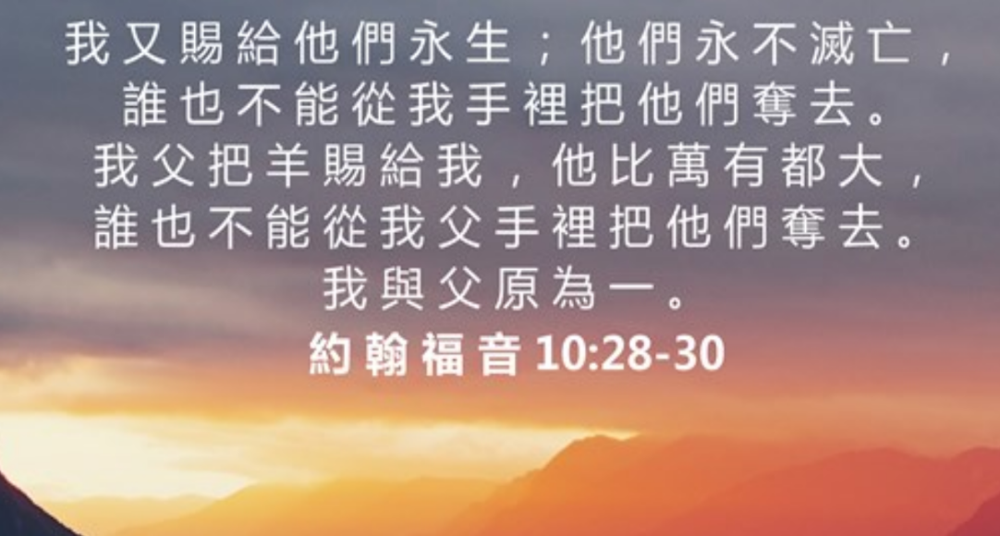 我又賜給他們永生；他們永不滅亡，
誰也不能從我手裡把他們奪去。
我父把羊賜給我，他比萬有都大，
誰也不能從我父手裡把他們奪去。
我與父原為一。
約翰福音10:28-30